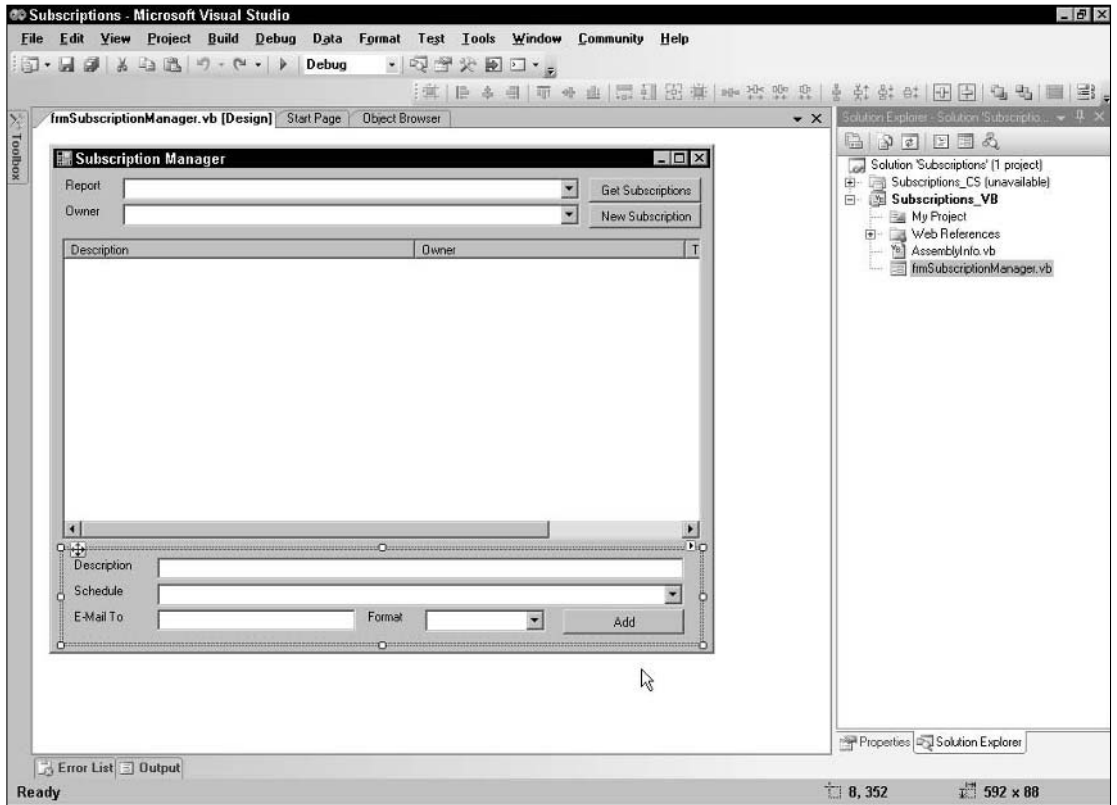 Subscriptions - Microsoft Visual Studio
File Edit View Project Build Debug Data Format Test Tools Window Community Help
Debug
frmSubscriptionManager.vb [Design] Start Page Object Browser
Toolbox
Subscription Manager
Report
Get Subscriptions
Owner
New Subscription
Description Owner T
Description
Schedule
E-Mail To Format Add
Solution Explorer - Solution 'Subscriptio...
Solution 'Subscriptions' (1 project)
Subscriptions_CS (unavailable)
Subscriptions_VB
My Project
Web References
AssemblyInfo.vb
frmSubscriptionManager.vb
Properties Solution Explorer
Error List Output
Ready 8, 352 592 x 88